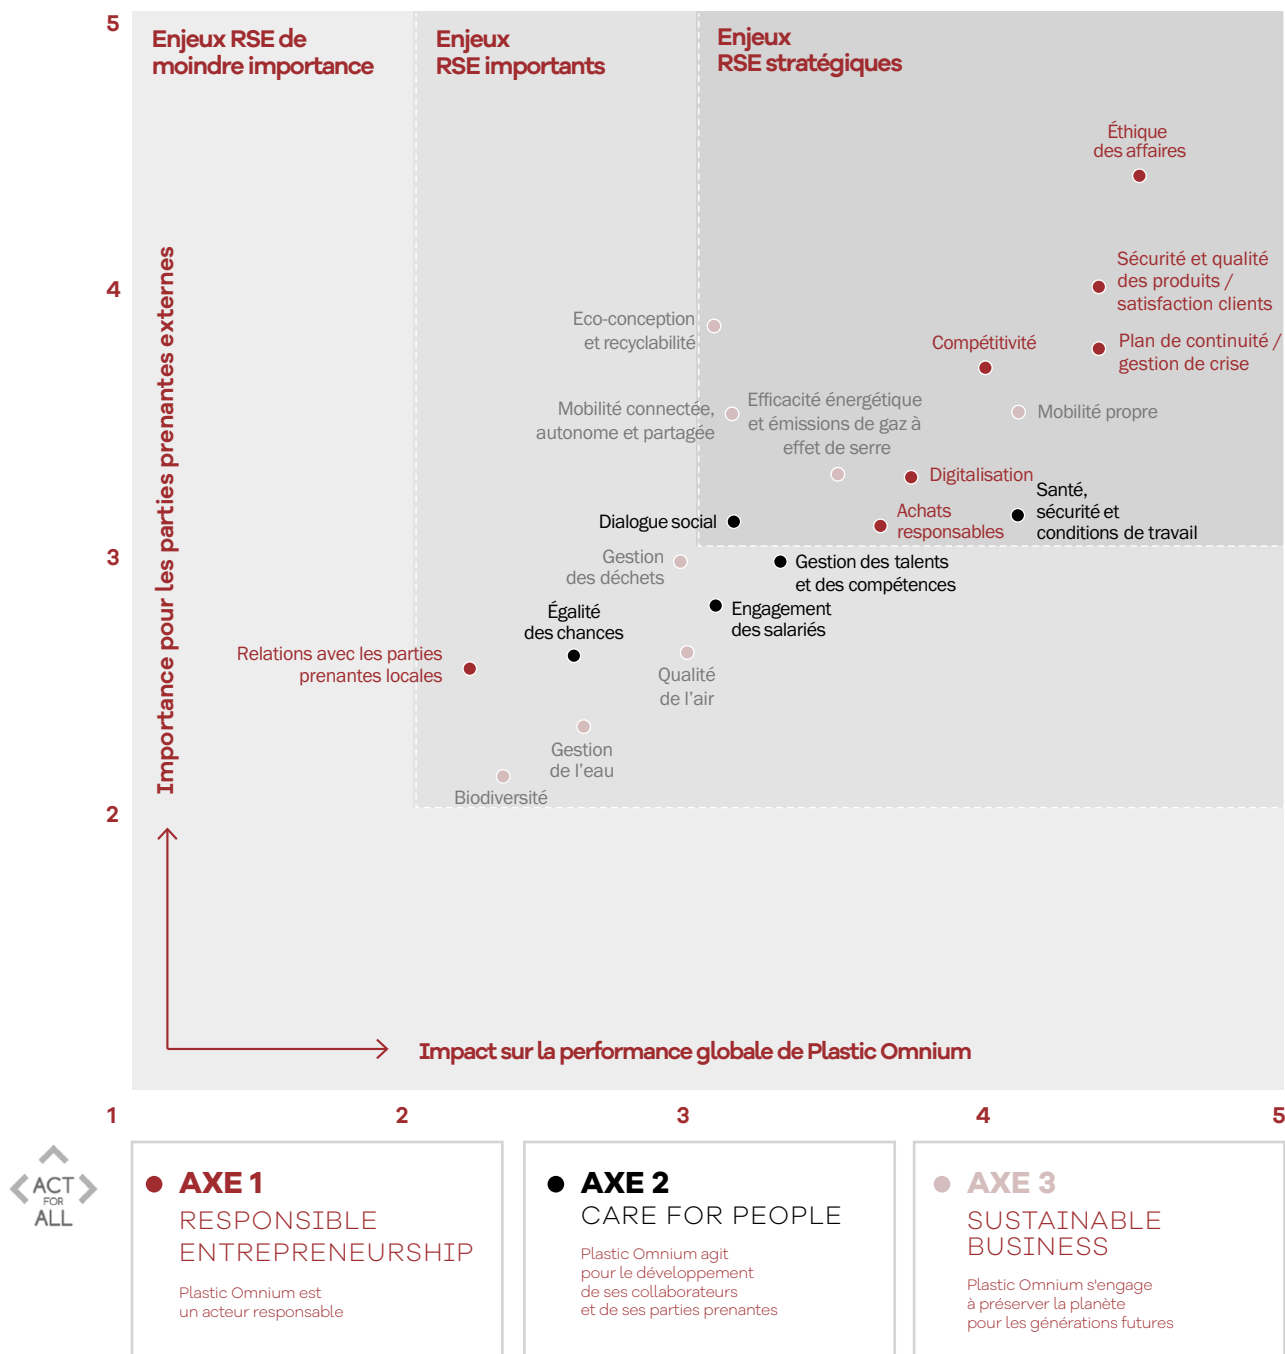 5
Enjeux RSE de
moindre importance
Enjeux
RSE importants
Enjeux
RSE stratégiques
Éthique
des affaires
Importance pour les parties prenantes externes
4
Sécurité et qualité
des produits /
satisfaction clients
Eco-conception
et recyclabilité
Compétitivité
Plan de continuité /
gestion de crise
Mobilité connectée,
autonome et partagée
Efficacité énergétique
et émissions de gaz à
effet de serre
Mobilité propre
Digitalisation
Santé,
sécurité et
conditions de travail
Achats
responsables
Dialogue social
3
Gestion
des déchets
Gestion des talents
et des compétences
Égalité
des chances
Engagement
des salariés
Relations avec les parties
prenantes locales
Qualité
de l'air
Gestion
de l'eau
Biodiversité
2
Impact sur la performance globale de Plastic Omnium
1
2
3
4
5
ACT
FOR
ALL
AXE 1
RESPONSIBLE
ENTREPRENEURSHIP
Plastic Omnium est
un acteur responsable
AXE 2
CARE FOR PEOPLE
Plastic Omnium agit
pour le développement
de ses collaborateurs
et de ses parties prenantes
AXE 3
SUSTAINABLE
BUSINESS
Plastic Omnium s'engage
à préserver la planète
pour les générations futures